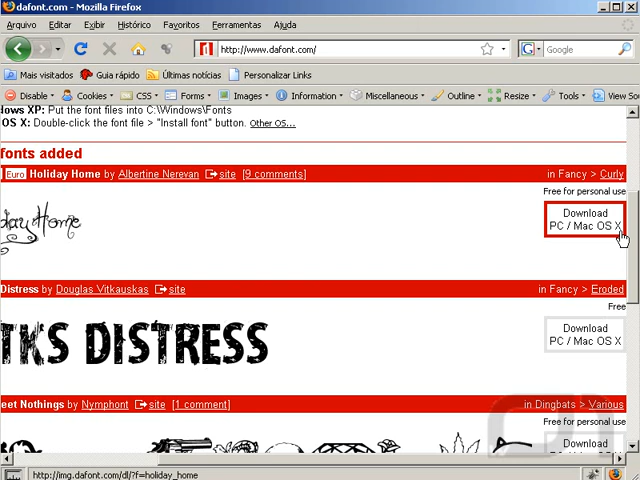 dafont.com - Mozilla Firefox
Arquivo Editar Exibir Histórico Favoritos Ferramentas Ajuda
http://www.dafont.com/ Google
Mais visitados Guia rápido Últimas notícias Personalizar Links
Disable Cookies CSS Forms Images Information Miscellaneous Outline Resize Tools View Sou
dows XP: Put the font files into C:\Windows\Fonts
OS X: Double-click the font file > "Install font" button. Other OS...
fonts added
Euro Holiday Home by Albertine Nerevan site [9 comments] in Fancy > Curly
Free for personal use
Download
PC / Mac OS X
day Home
Distress by Douglas Vitkauskas site in Fancy > Eroded
Free
Download
PC / Mac OS X
TKS DISTRESS
eet Nothings by Nymphont site [1 comment] in Dingbats > Various
Free for personal use
Download
http://img.dafont.com/dl/?f=holiday_home